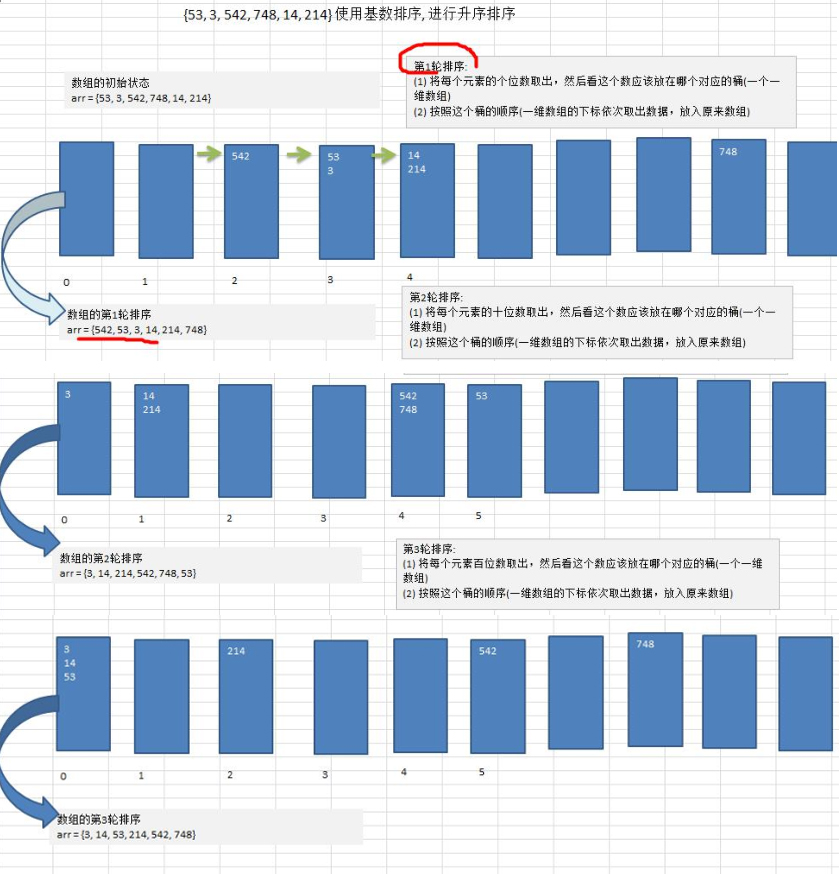 {53, 3, 542, 748, 14, 214} 使用基数排序, 进行升序排序
数组的初始状态
arr = {53, 3, 542, 748, 14, 214}
第1轮排序:
(1) 将每个元素的个位数取出，然后看这个数应该放在哪个对应的桶(一个一
维数组)
(2) 按照这个桶的顺序(一维数组的下标依次取出数据，放入原来数组)
542
53
3
14
214
748
0
1
2
3
4
数组的第1轮排序
arr = {542, 53, 3, 14, 214, 748}
第2轮排序:
(1) 将每个元素的十位数取出，然后看这个数应该放在哪个对应的桶(一个一
维数组)
(2) 按照这个桶的顺序(一维数组的下标依次取出数据，放入原来数组)
3
14
214
542
748
53
0
1
2
3
4
5
数组的第2轮排序
arr = {3, 14, 214, 542, 748, 53}
第3轮排序:
(1) 将每个元素百位数取出，然后看这个数应该放在哪个对应的桶(一个一维
数组)
(2) 按照这个桶的顺序(一维数组的下标依次取出数据，放入原来数组)
3
14
53
214
542
748
0
1
2
3
4
5
数组的第3轮排序
arr = {3, 14, 53, 214, 542, 748}